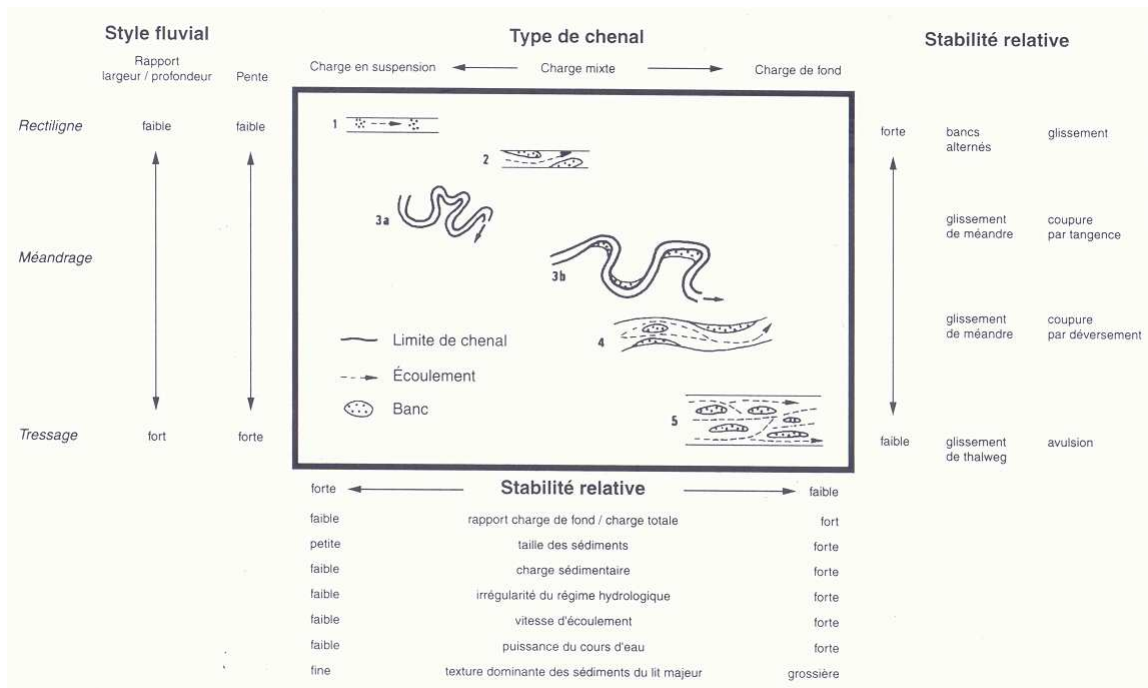 Style fluvial
Type de chenal
Stabilité relative
Rapport
largeur / profondeur
Pente
Charge en suspension
Charge mixte
Charge de fond
Rectiligne
faible
faible
1
forte
bancs
alternés
glissement
2
3a
glissement
de méandre
coupure
par tangence
Méandrage
3b
glissement
de méandre
coupure
par déversement
4
Limite de chenal
Écoulement
Banc
5
Tressage
fort
forte
faible
glissement
de thalweg
avulsion
forte
Stabilité relative
faible
faible
rapport charge de fond / charge totale
fort
petite
taille des sédiments
forte
faible
charge sédimentaire
forte
faible
irrégularité du régime hydrologique
forte
faible
vitesse d'écoulement
forte
faible
puissance du cours d'eau
forte
fine
texture dominante des sédiments du lit majeur
grossière